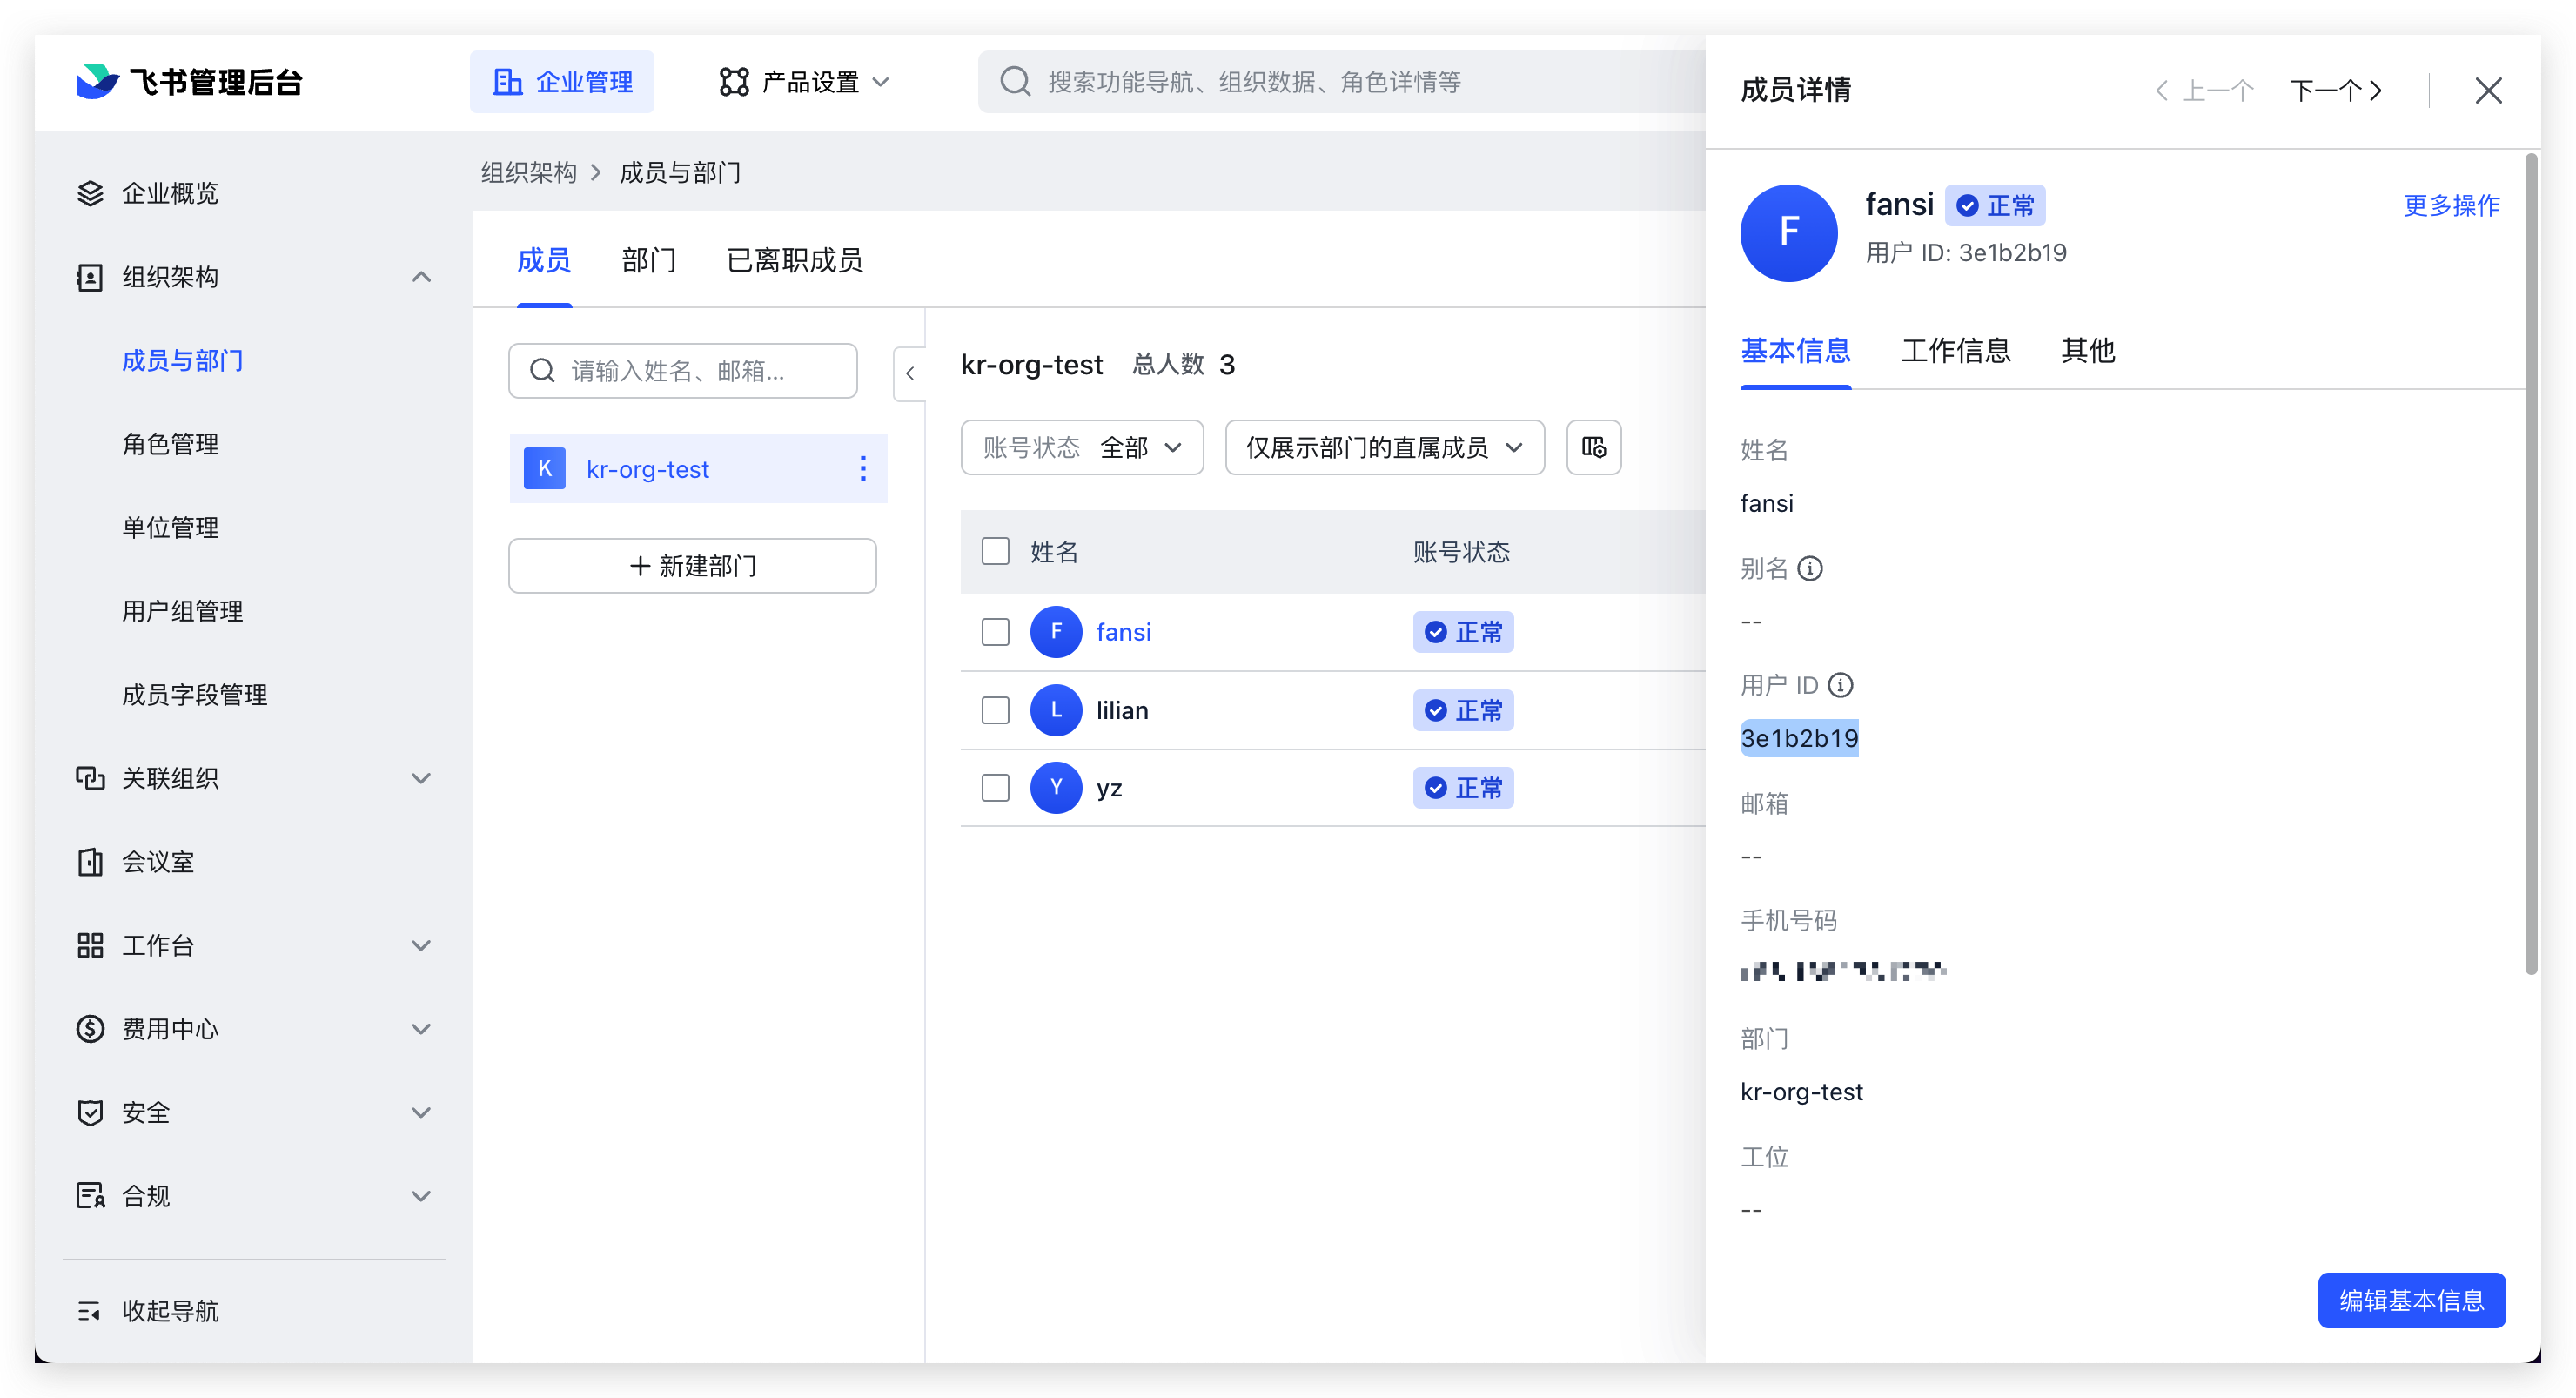 飞书管理后台
企业管理
产品设置
搜索功能导航、组织数据、角色详情等
企业概览
组织架构
成员与部门
角色管理
单位管理
用户组管理
成员字段管理
关联组织
会议室
工作台
费用中心
安全
合规
收起导航
组织架构 > 成员与部门
成员 部门 已离职成员
请输入姓名、邮箱...
K kr-org-test
+ 新建部门
kr-org-test 总人数 3
账号状态 全部
仅展示部门的直属成员
姓名 账号状态
F fansi 正常
L lilian 正常
Y yz 正常
成员详情
上一个 下一个
F
fansi 正常
更多操作
用户 ID: 3e1b2b19
基本信息 工作信息 其他
姓名
fansi
别名
--
用户 ID
3e1b2b19
邮箱
--
手机号码
部门
kr-org-test
工位
--
编辑基本信息